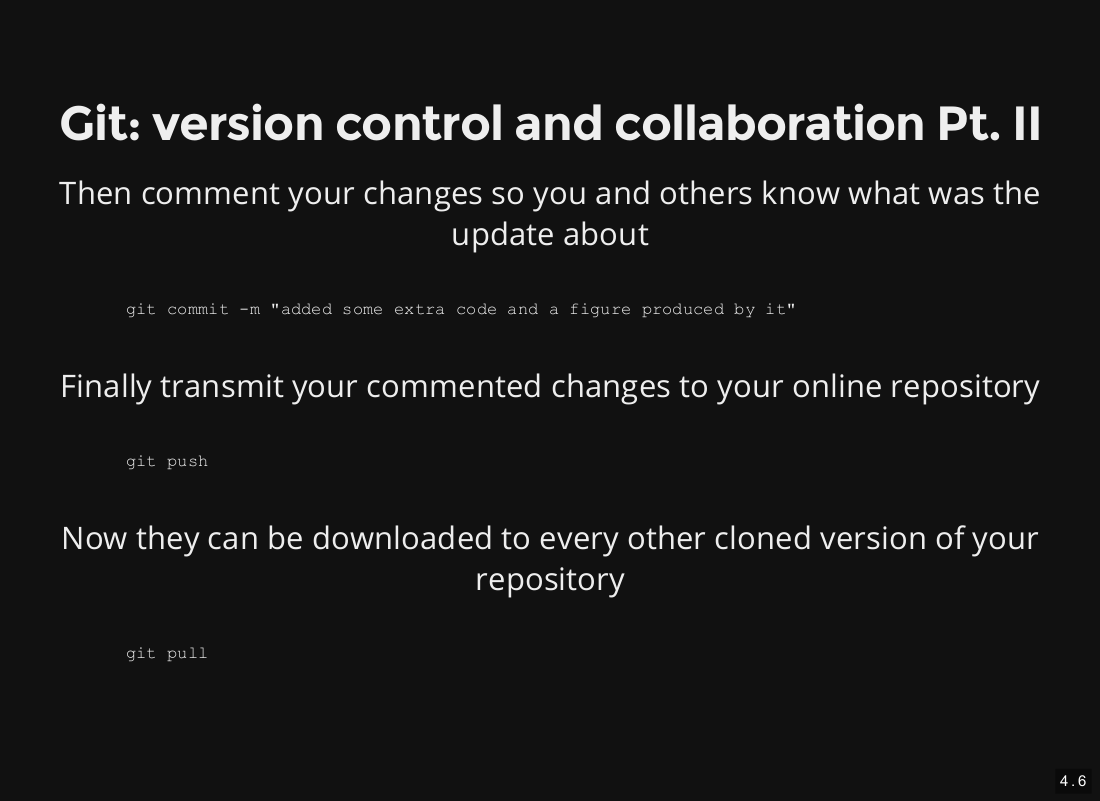 Git: version control and collaboration Pt. II
Then comment your changes so you and others know what was the
update about
git commit -m "added some extra code and a figure produced by it"
Finally transmit your commented changes to your online repository
git push
Now they can be downloaded to every other cloned version of your
repository
git pull
4.6